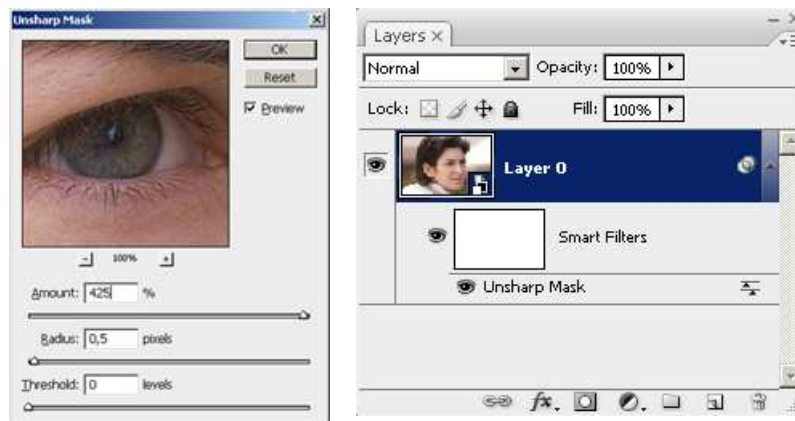 Unsharp Mask
OK
Reset
Preview
100%
Amount: 425 %
Radius: 0,5 pixels
Threshold: 0 levels
Layers ×
Normal Opacity: 100%
Lock: Fill: 100%
Layer 0
Smart Filters
Unsharp Mask
fx.